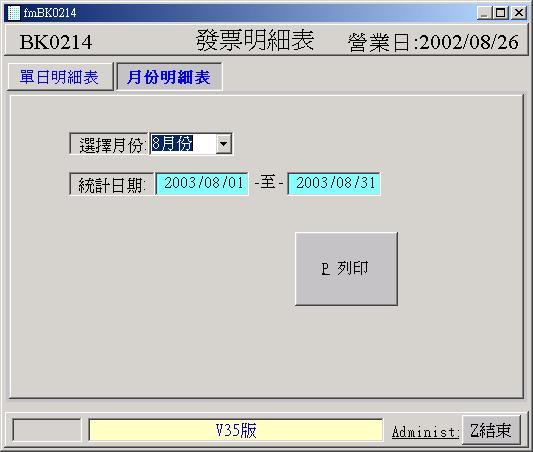 fmBK0214
BK0214 發票明細表 營業日:2002/08/26
單日明細表 月份明細表
選擇月份: 8月份
統計日期: 2003/08/01 -至- 2003/08/31
P 列印
V35版 Administ: Z結束